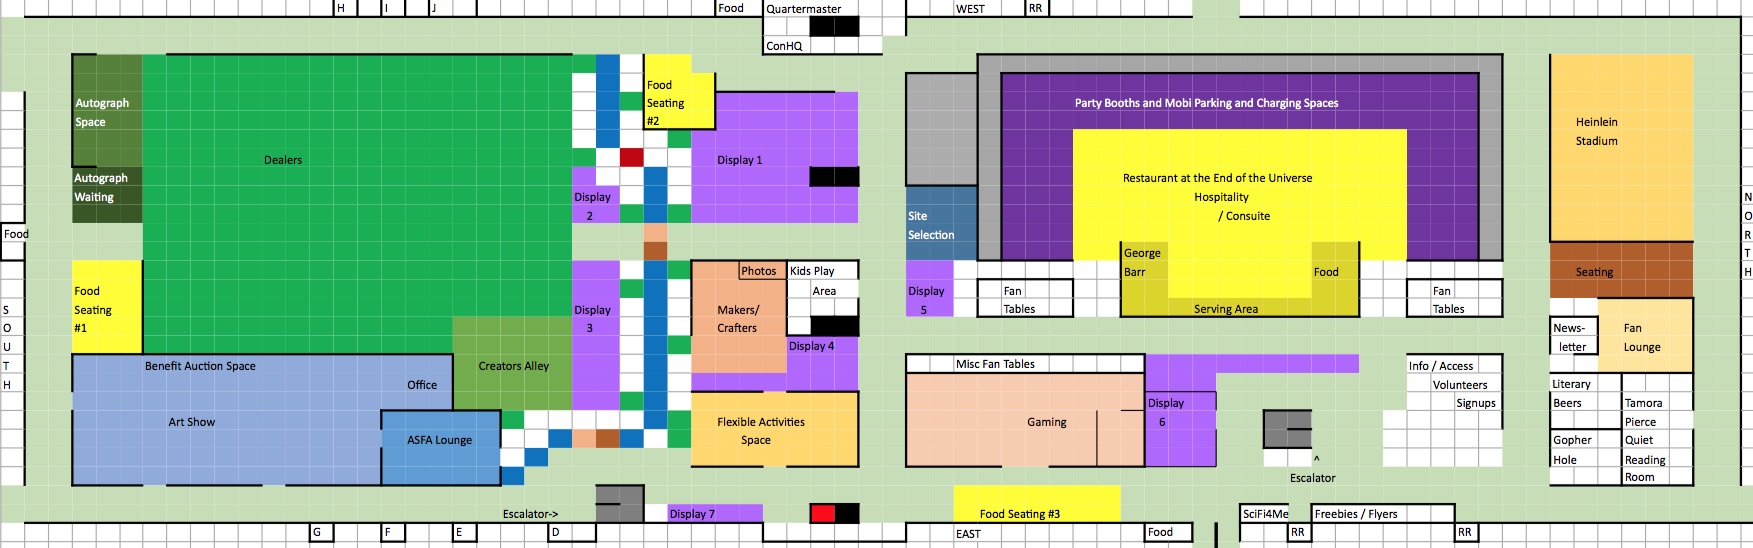 H I J Food Quartermaster WEST RR
ConHQ
Autograph
Space
Autograph
Waiting
Dealers
Food
Seating
#2
Display 1
Display
2
Party Booths and Mobi Parking and Charging Spaces
Restaurant at the End of the Universe
Hospitality
/ Consuite
Site
Selection
Heinlein
Stadium
Food
NORTH
SOUTH
Food
Seating
#1
Display
3
Photos
Makers/
Crafters
Kids Play
Area
Display 4
Display
5
Fan
Tables
George
Barr
Food
Serving Area
Fan
Tables
Seating
News-
letter
Fan
Lounge
Benefit Auction Space
Office
Creators Alley
Art Show
ASFA Lounge
Flexible Activities
Space
Misc Fan Tables
Gaming
Display
6
Info / Access
Volunteers
Signups
Literary
Beers
Tamora
Pierce
Gopher
Hole
Quiet
Reading
Room
^
Escalator
Escalator->
Display 7
Food Seating #3
SciFi4Me
Freebies / Flyers
G F E D EAST Food RR RR